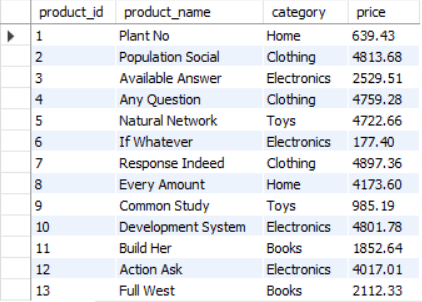 product_id product_name category price
1 Plant No Home 639.43
2 Population Social Clothing 4813.68
3 Available Answer Electronics 2529.51
4 Any Question Clothing 4759.28
5 Natural Network Toys 4722.66
6 If Whatever Electronics 177.40
7 Response Indeed Clothing 4897.36
8 Every Amount Home 4173.60
9 Common Study Toys 985.19
10 Development System Electronics 4801.78
11 Build Her Books 1852.64
12 Action Ask Electronics 4017.01
13 Full West Books 2112.33